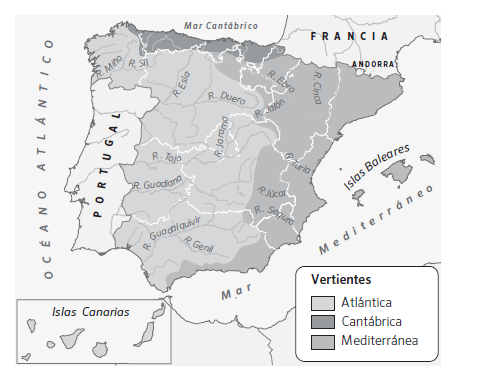 Mar Cantábrico
FRANCIA
ANDORRA
OCÉANO ATLÁNTICO
PORTUGAL
R. Miño
R. Sil
R. Esla
R. Duero
R. Ebro
R. Cinca
R. Jalón
R. Jarama
R. Tajo
R. Turia
R. Guadiana
R. Júcar
R. Segura
R. Guadalquivir
R. Genil
Islas Baleares
Mar Mediterráneo
Islas Canarias
Vertientes
Atlántica
Cantábrica
Mediterránea